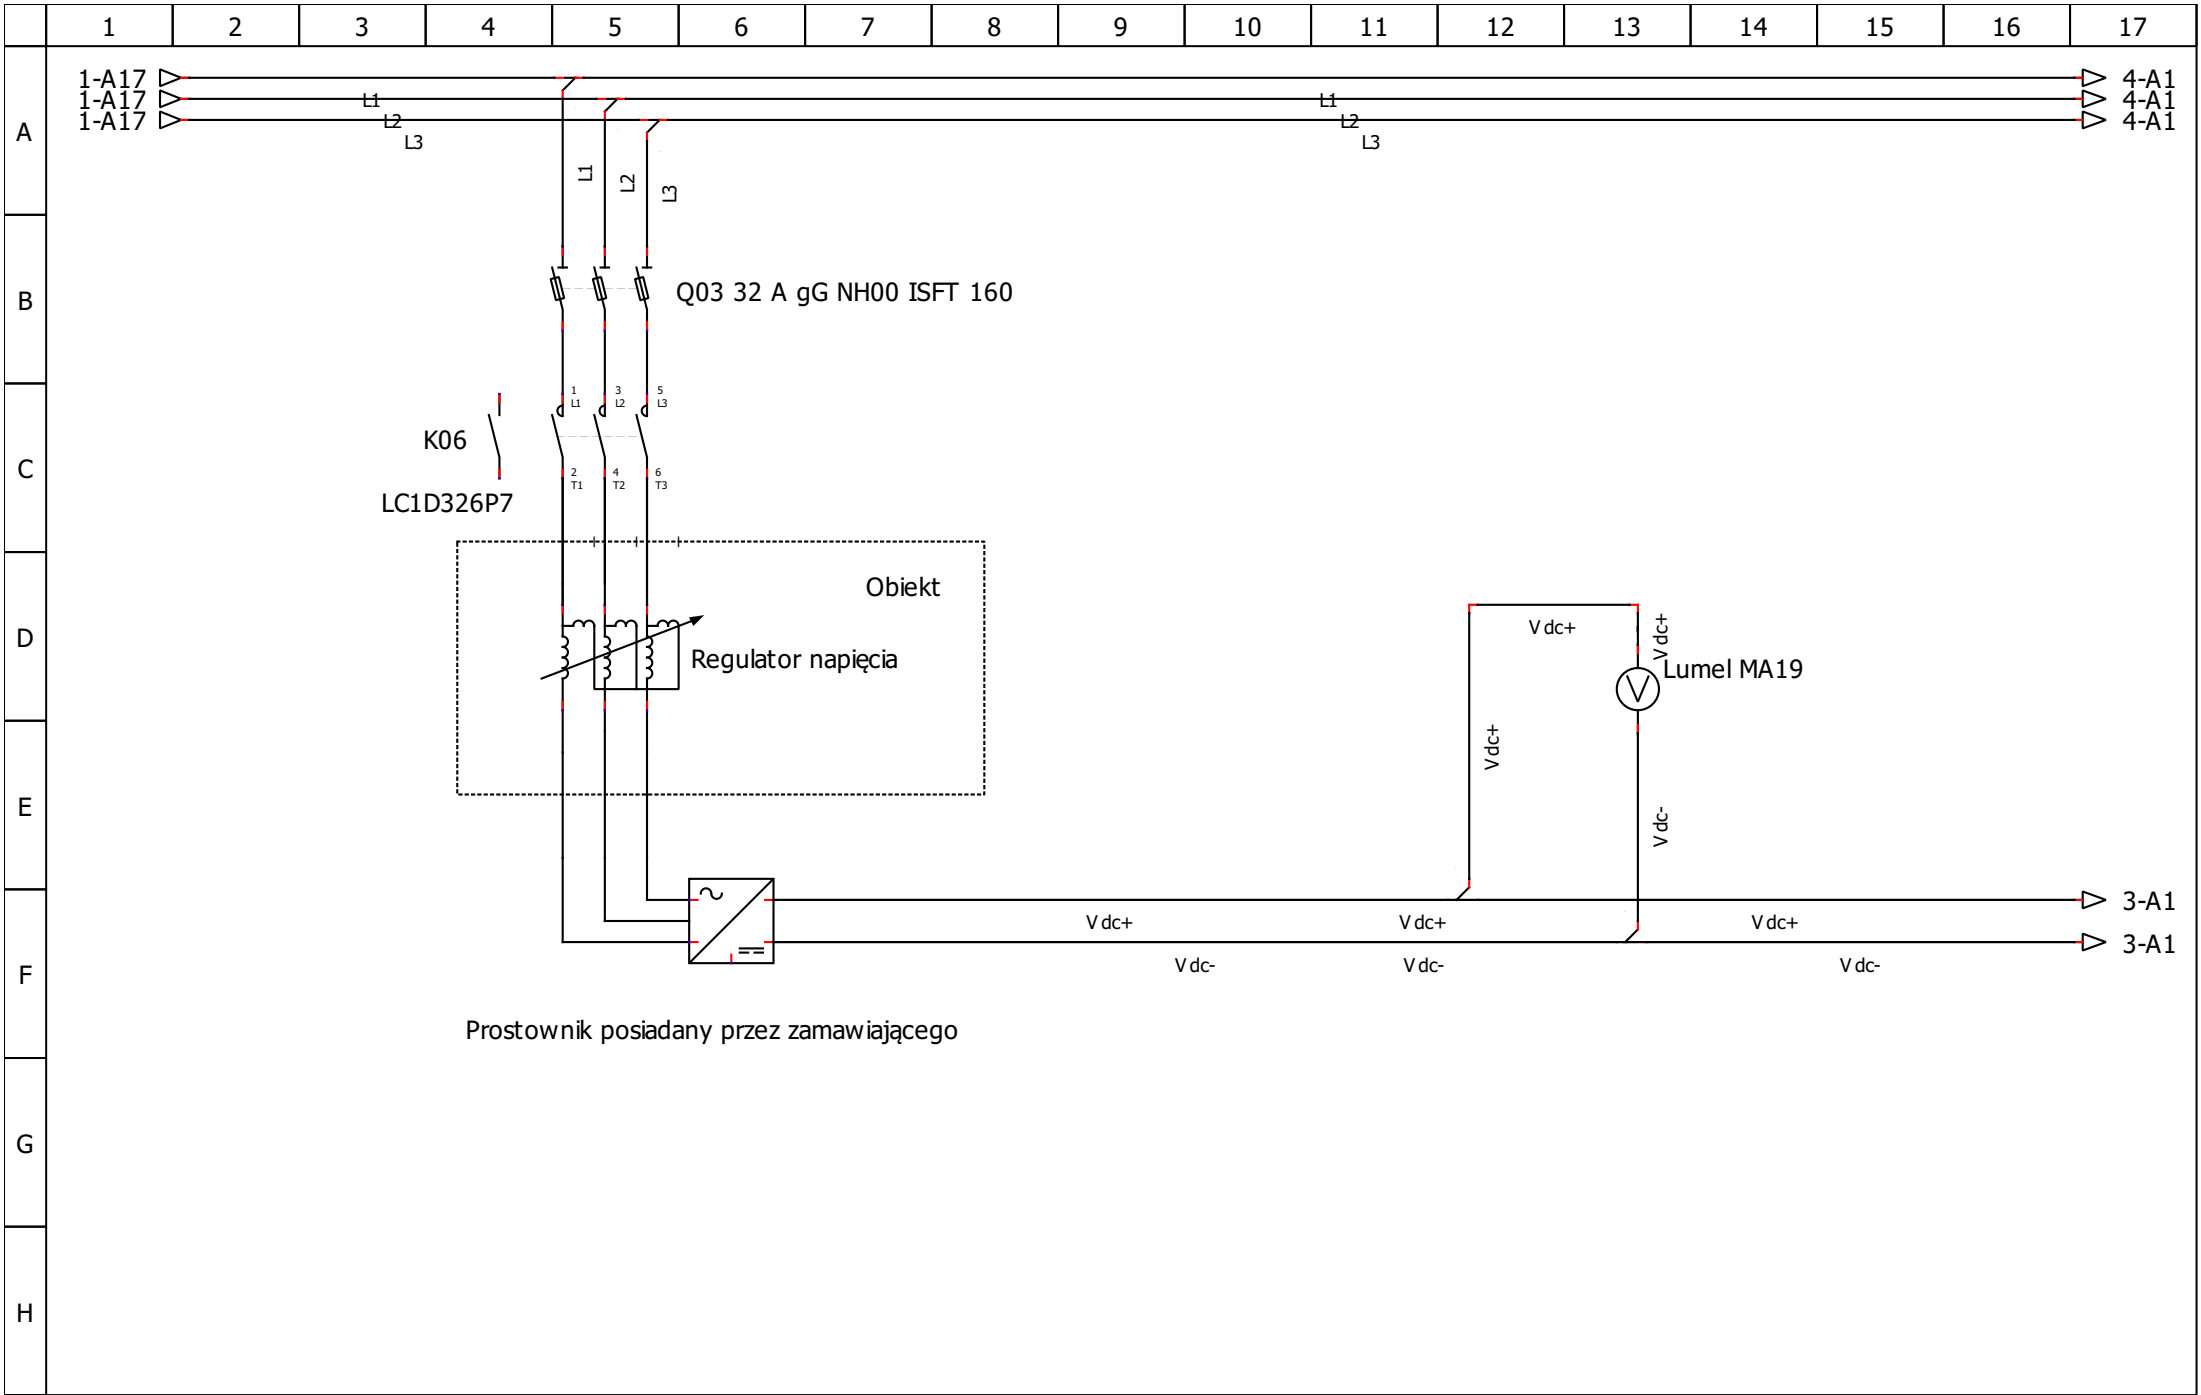 1 2 3 4 5 6 7 8 9 10 11 12 13 14 15 16 17
A
1-A17
1-A17
1-A17
L1
L2
L3
L1
L2
L3
4-A1
4-A1
4-A1
L1
L2
L3
B
Q03 32 A gG NH00 ISFT 160
C
1
L1
3
L2
5
L3
K06
2
T1
4
T2
6
T3
LC1D326P7
D
Obiekt
Regulator napięcia
Vdc+
Vdc+
Lumel MA19
E
Vdc+
Vdc-
F
3-A1
Vdc+
Vdc+
Vdc+
3-A1
Vdc-
Vdc-
Vdc-
Prostownik posiadany przez zamawiającego
G
H